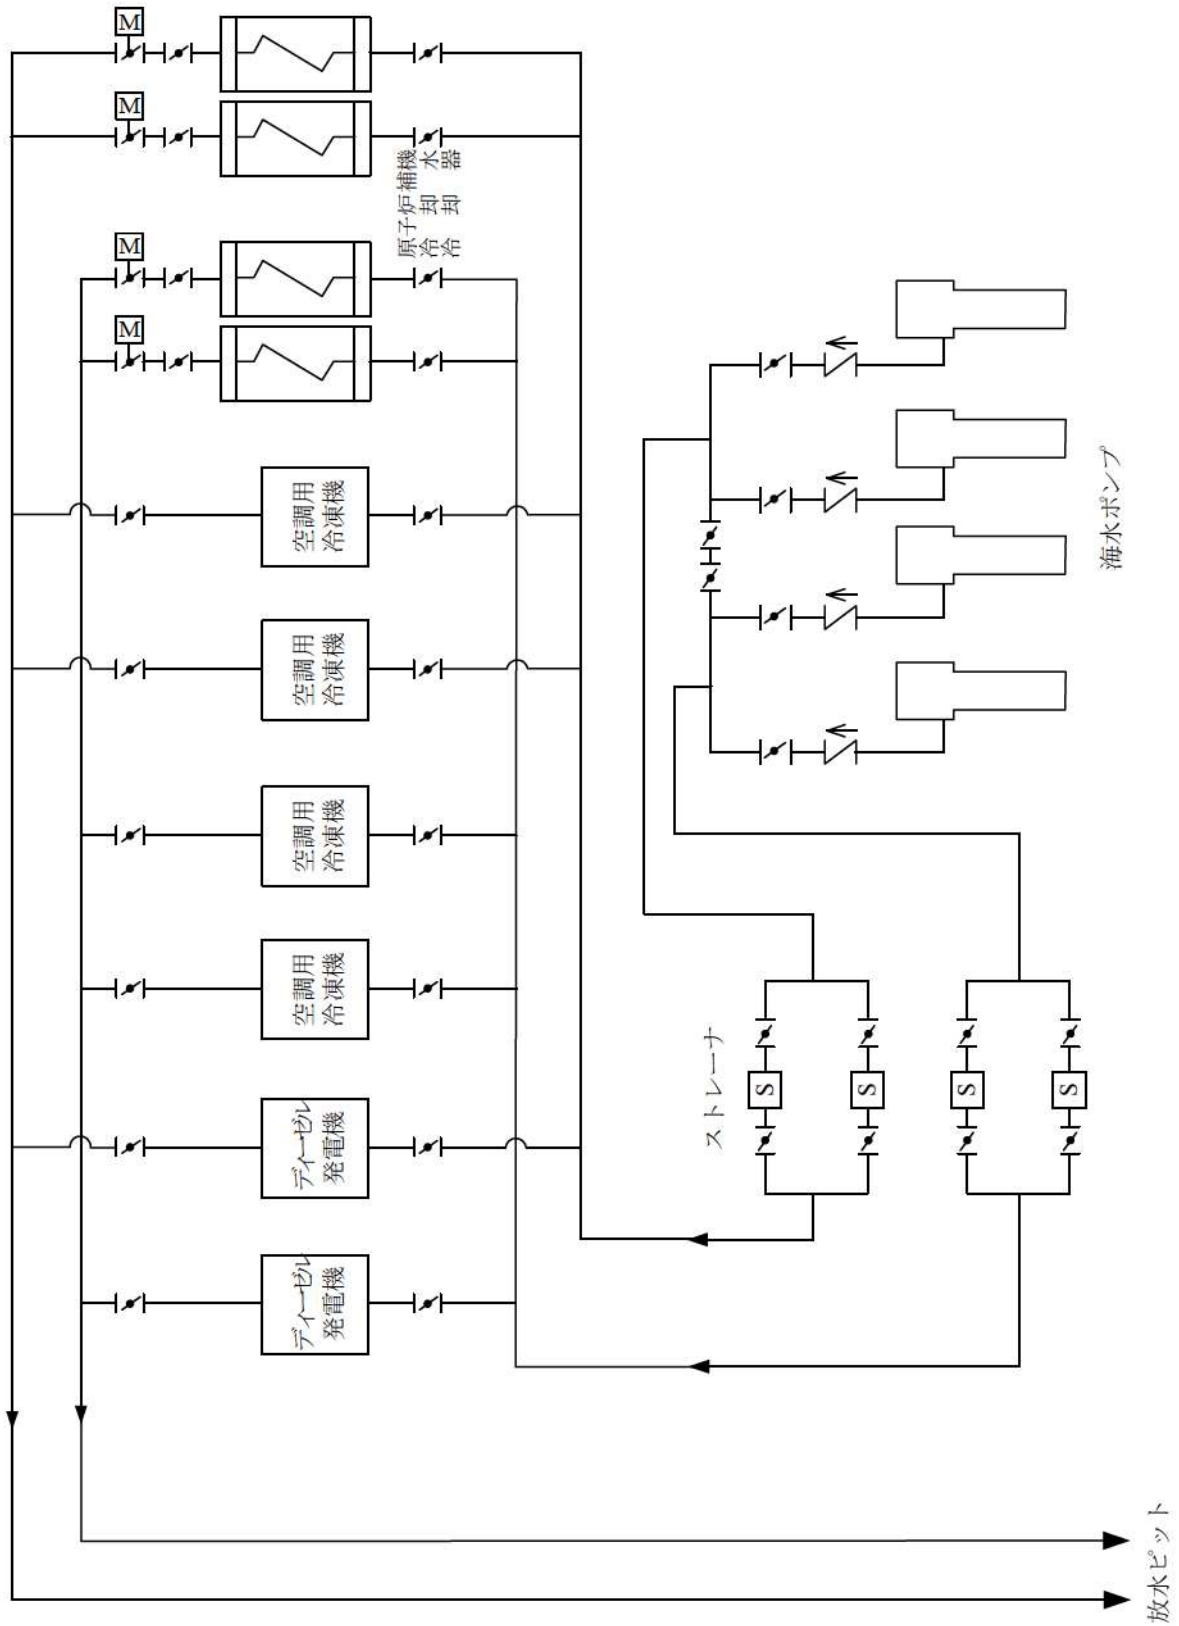 M
M
M
M
ディーゼル
発電機
ディーゼル
発電機
空調用
冷凍機
空調用
冷凍機
空調用
冷凍機
空調用
冷凍機
原子炉補機
冷却水
冷却器
ストレーナ
S
S
S
S
海水ポンプ
放水ピット